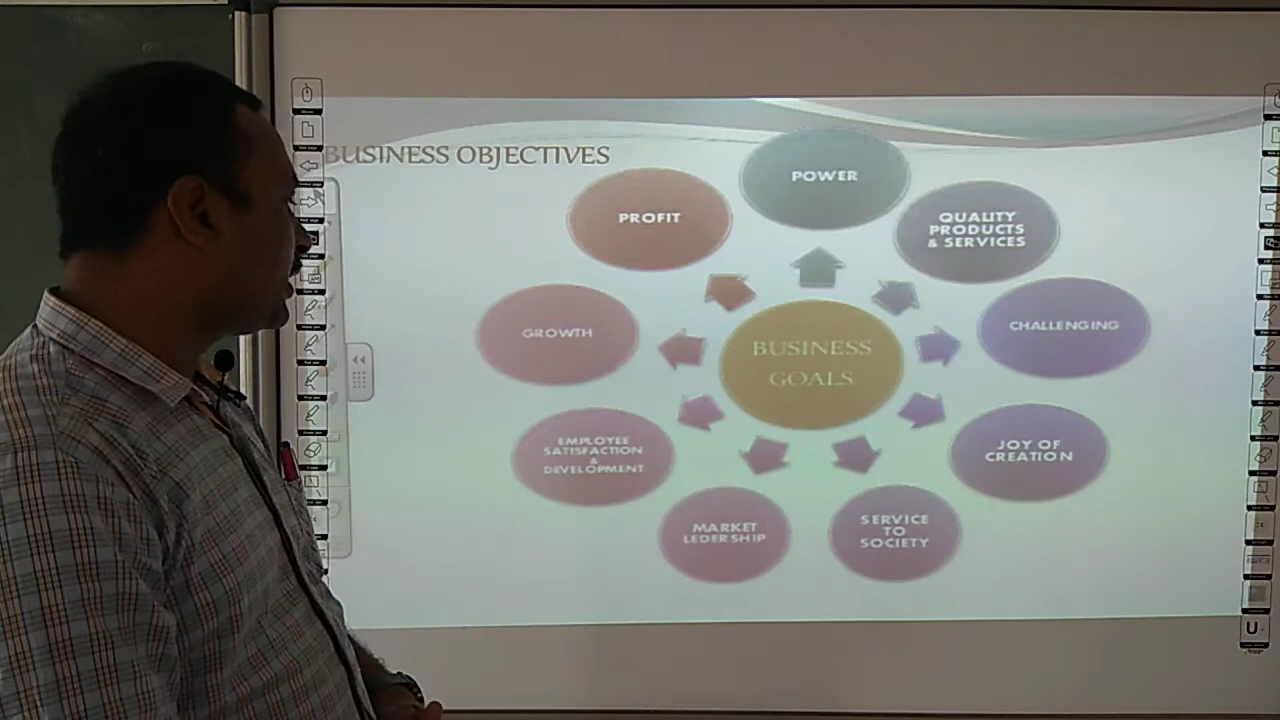 BUSINESS OBJECTIVES
POWER
PROFIT
QUALITY
PRODUCTS
& SERVICES
GROWTH
BUSINESS
GOALS
CHALLENGING
EMPLOYEE
SATISFACTION
&
DEVELOPMENT
JOY OF
CREATION
MARKET
LEDERSHIP
SERVICE
TO
SOCIETY
U